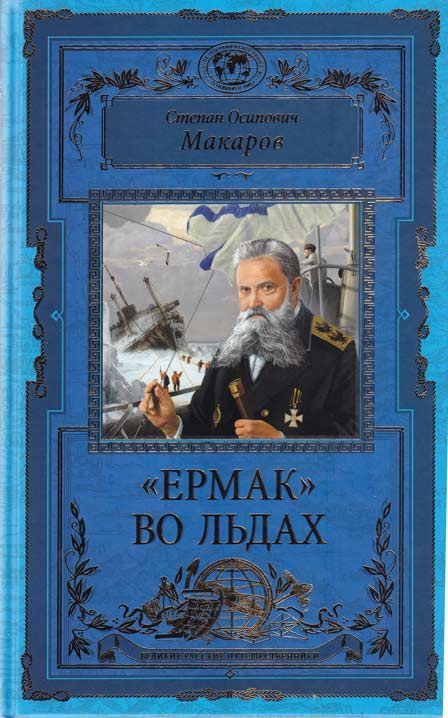 Степан Осипович
Макаров
«ЕРМАК»
ВО ЛЬДАХ
ВЕЛИКИЕ РУССКИЕ ПУТЕШЕСТВЕННИКИ